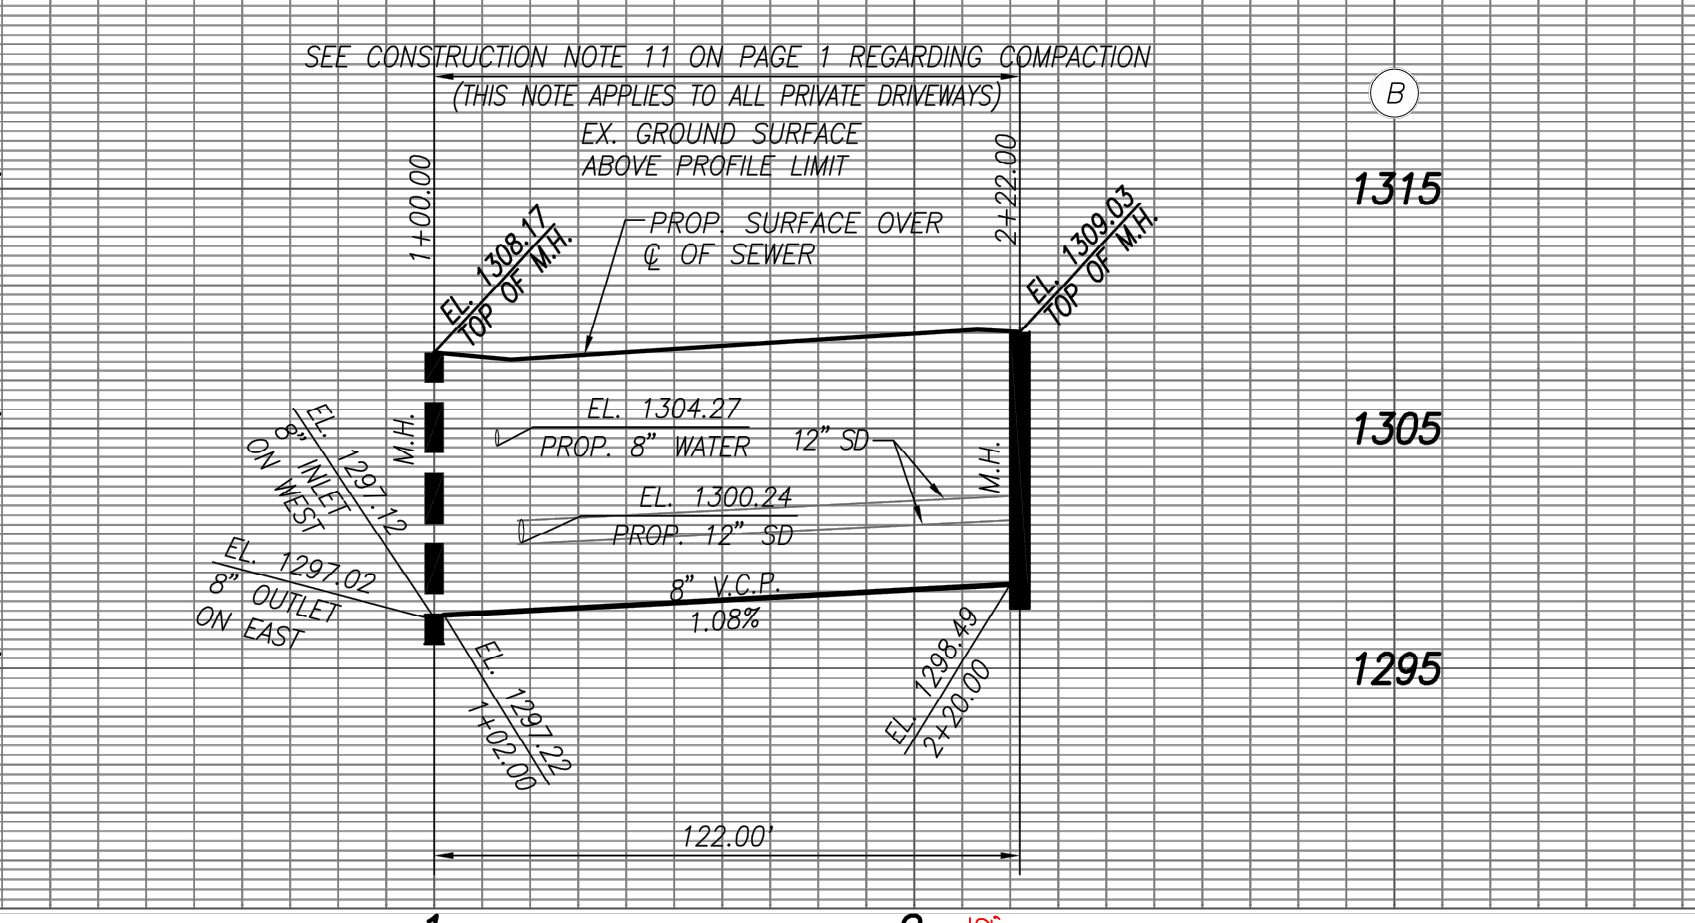 SEE CONSTRUCTION NOTE 11 ON PAGE 1 REGARDING COMPACTION
(THIS NOTE APPLIES TO ALL PRIVATE DRIVEWAYS)
EX. GROUND SURFACE
ABOVE PROFILE LIMIT
B
1+00.00
2+22.00
EL. 1308.17
TOP OF M.H.
PROP. SURFACE OVER
℄ OF SEWER
EL. 1309.03
TOP OF M.H.
1315
1305
1295
M.H.
EL. 1304.27
PROP. 8" WATER
12" SD
M.H.
EL. 1300.24
PROP. 12" SD
EL. 1297.12
8" INLET
ON WEST
EL. 1297.02
8" OUTLET
ON EAST
8" V.C.P.
1.08%
EL. 1297.22
1+02.00
EL. 1298.49
2+20.00
122.00'
1
2